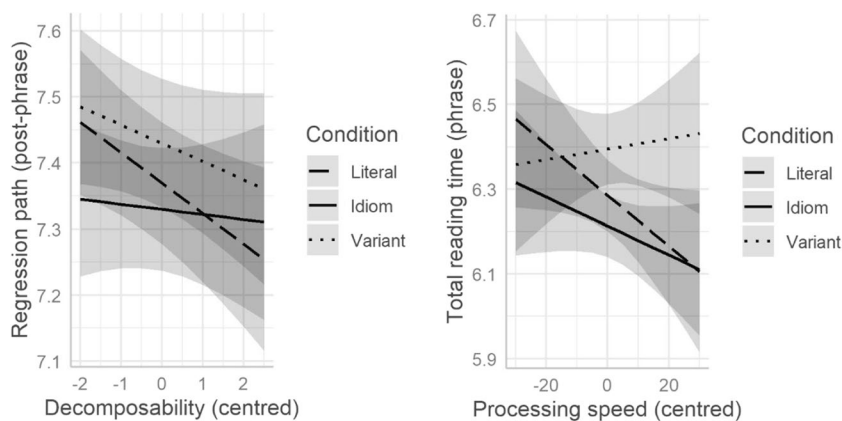 Regression path (post-phrase)
7.6
7.5
7.4
7.3
7.2
7.1
-2 -1 0 1 2
Decomposability (centred)
Condition
Literal
Idiom
Variant
Total reading time (phrase)
6.7
6.5
6.3
6.1
5.9
-20 0 20
Processing speed (centred)
Condition
Literal
Idiom
Variant